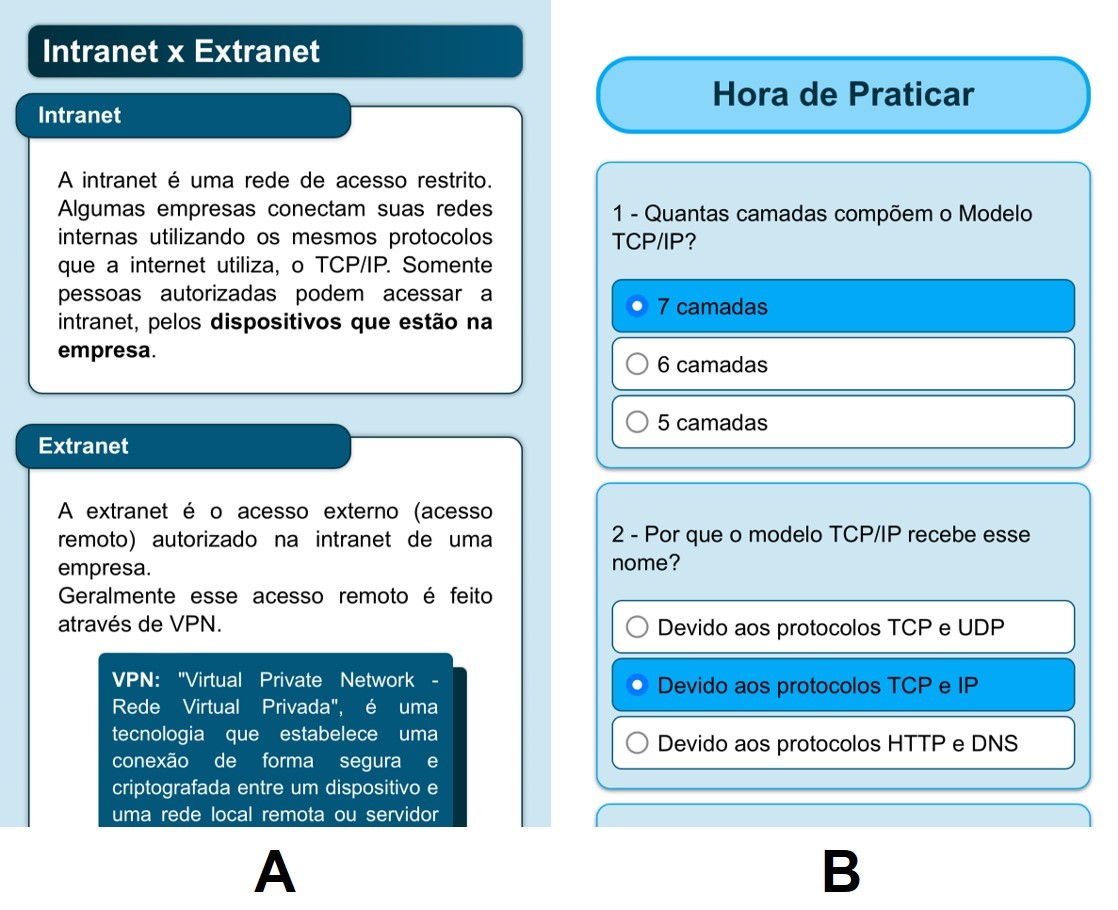 Intranet x Extranet
Intranet
A intranet é uma rede de acesso restrito.
Algumas empresas conectam suas redes
internas utilizando os mesmos protocolos
que a internet utiliza, o TCP/IP. Somente
pessoas autorizadas podem acessar a
intranet, pelos dispositivos que estão na
empresa.
Extranet
A extranet é o acesso externo (acesso
remoto) autorizado na intranet de uma
empresa.
Geralmente esse acesso remoto é feito
através de VPN.
VPN: "Virtual Private Network -
Rede Virtual Privada", é uma
tecnologia que estabelece uma
conexão de forma segura e
criptografada entre um dispositivo e
uma rede local remota ou servidor
A
Hora de Praticar
1 - Quantas camadas compõem o Modelo
TCP/IP?
7 camadas
6 camadas
5 camadas
2 - Por que o modelo TCP/IP recebe esse
nome?
Devido aos protocolos TCP e UDP
Devido aos protocolos TCP e IP
Devido aos protocolos HTTP e DNS
B